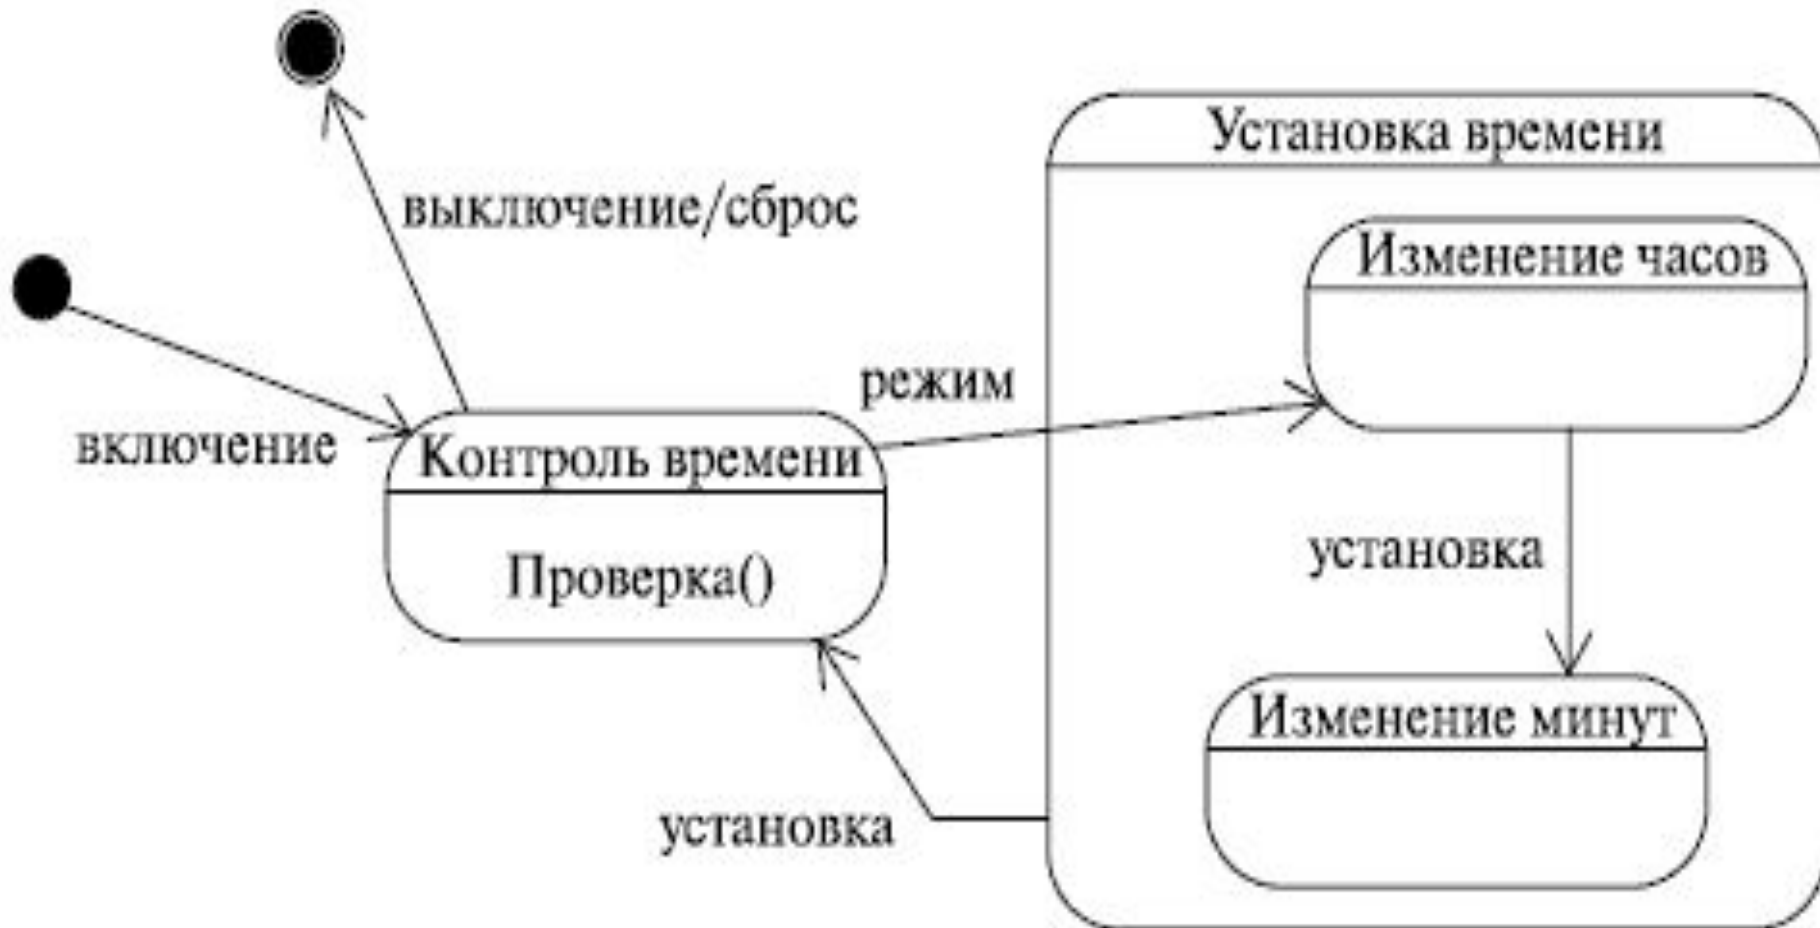 Установка времени
выключение/сброс
Изменение часов
режим
включение
Контроль времени
Проверка()
установка
Изменение минут
установка